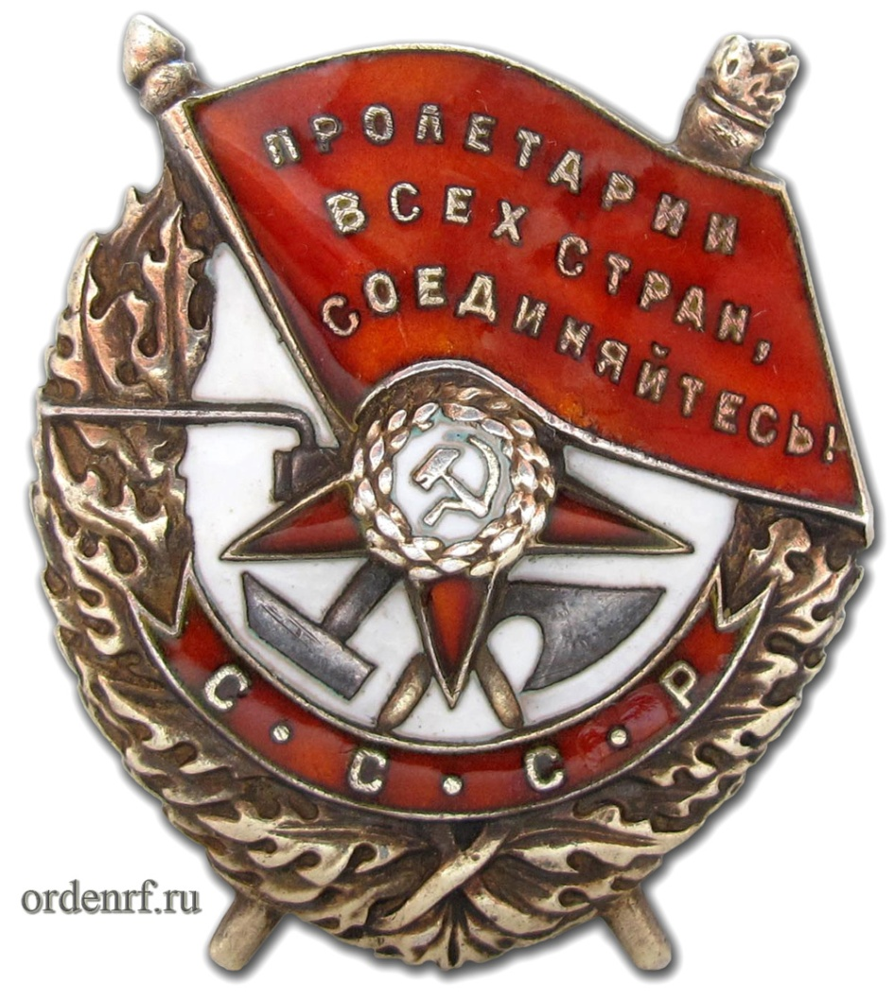 ПРОЛЕТАРИИ
ВСЕХ СТРАН,
СОЕДИНЯЙТЕСЬ!
С·С·С·Р
ordenrf.ru